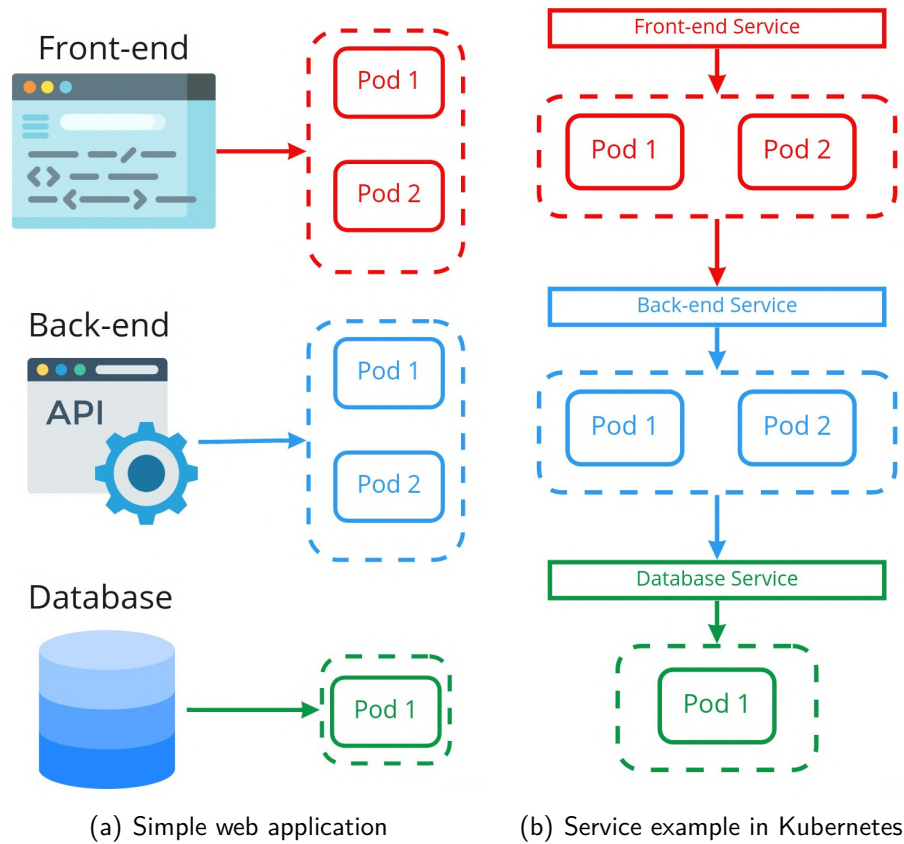 Front-end
Pod 1
Pod 2
Back-end
API
Pod 1
Pod 2
Database
Pod 1
(a) Simple web application
Front-end Service
Pod 1 Pod 2
Back-end Service
Pod 1 Pod 2
Database Service
Pod 1
(b) Service example in Kubernetes